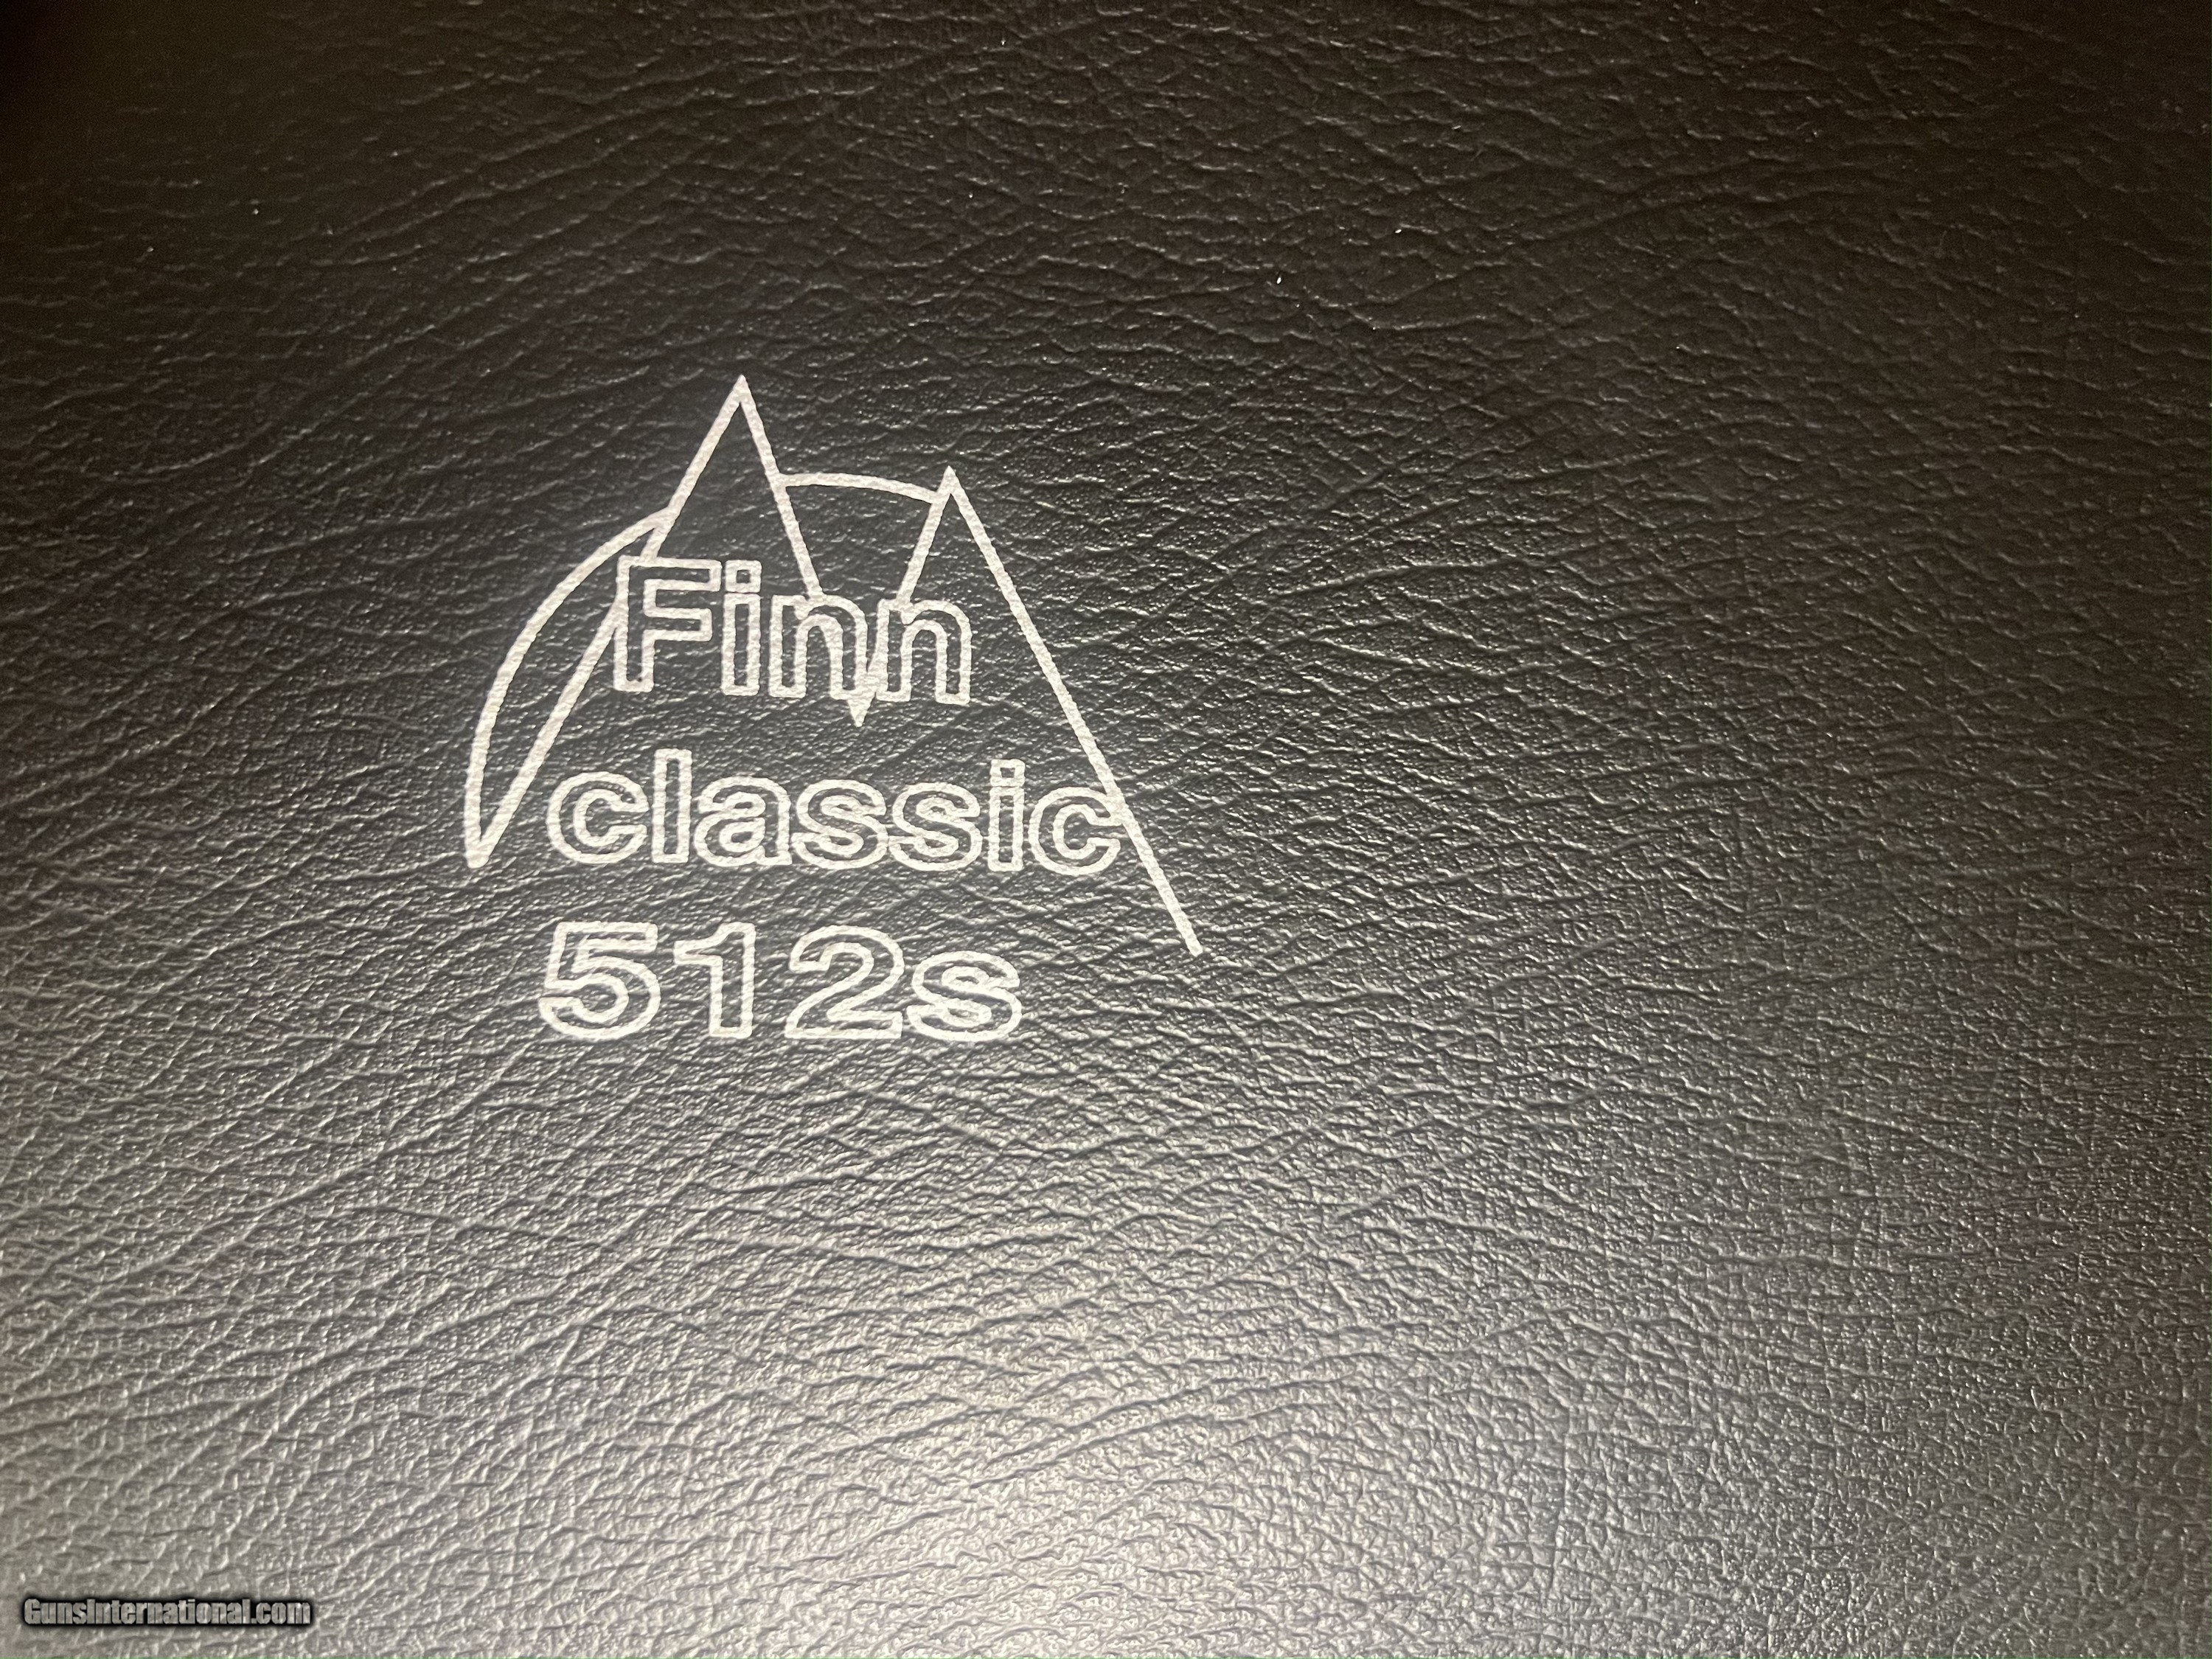 Finn
classic
512s
GunsInternational.com